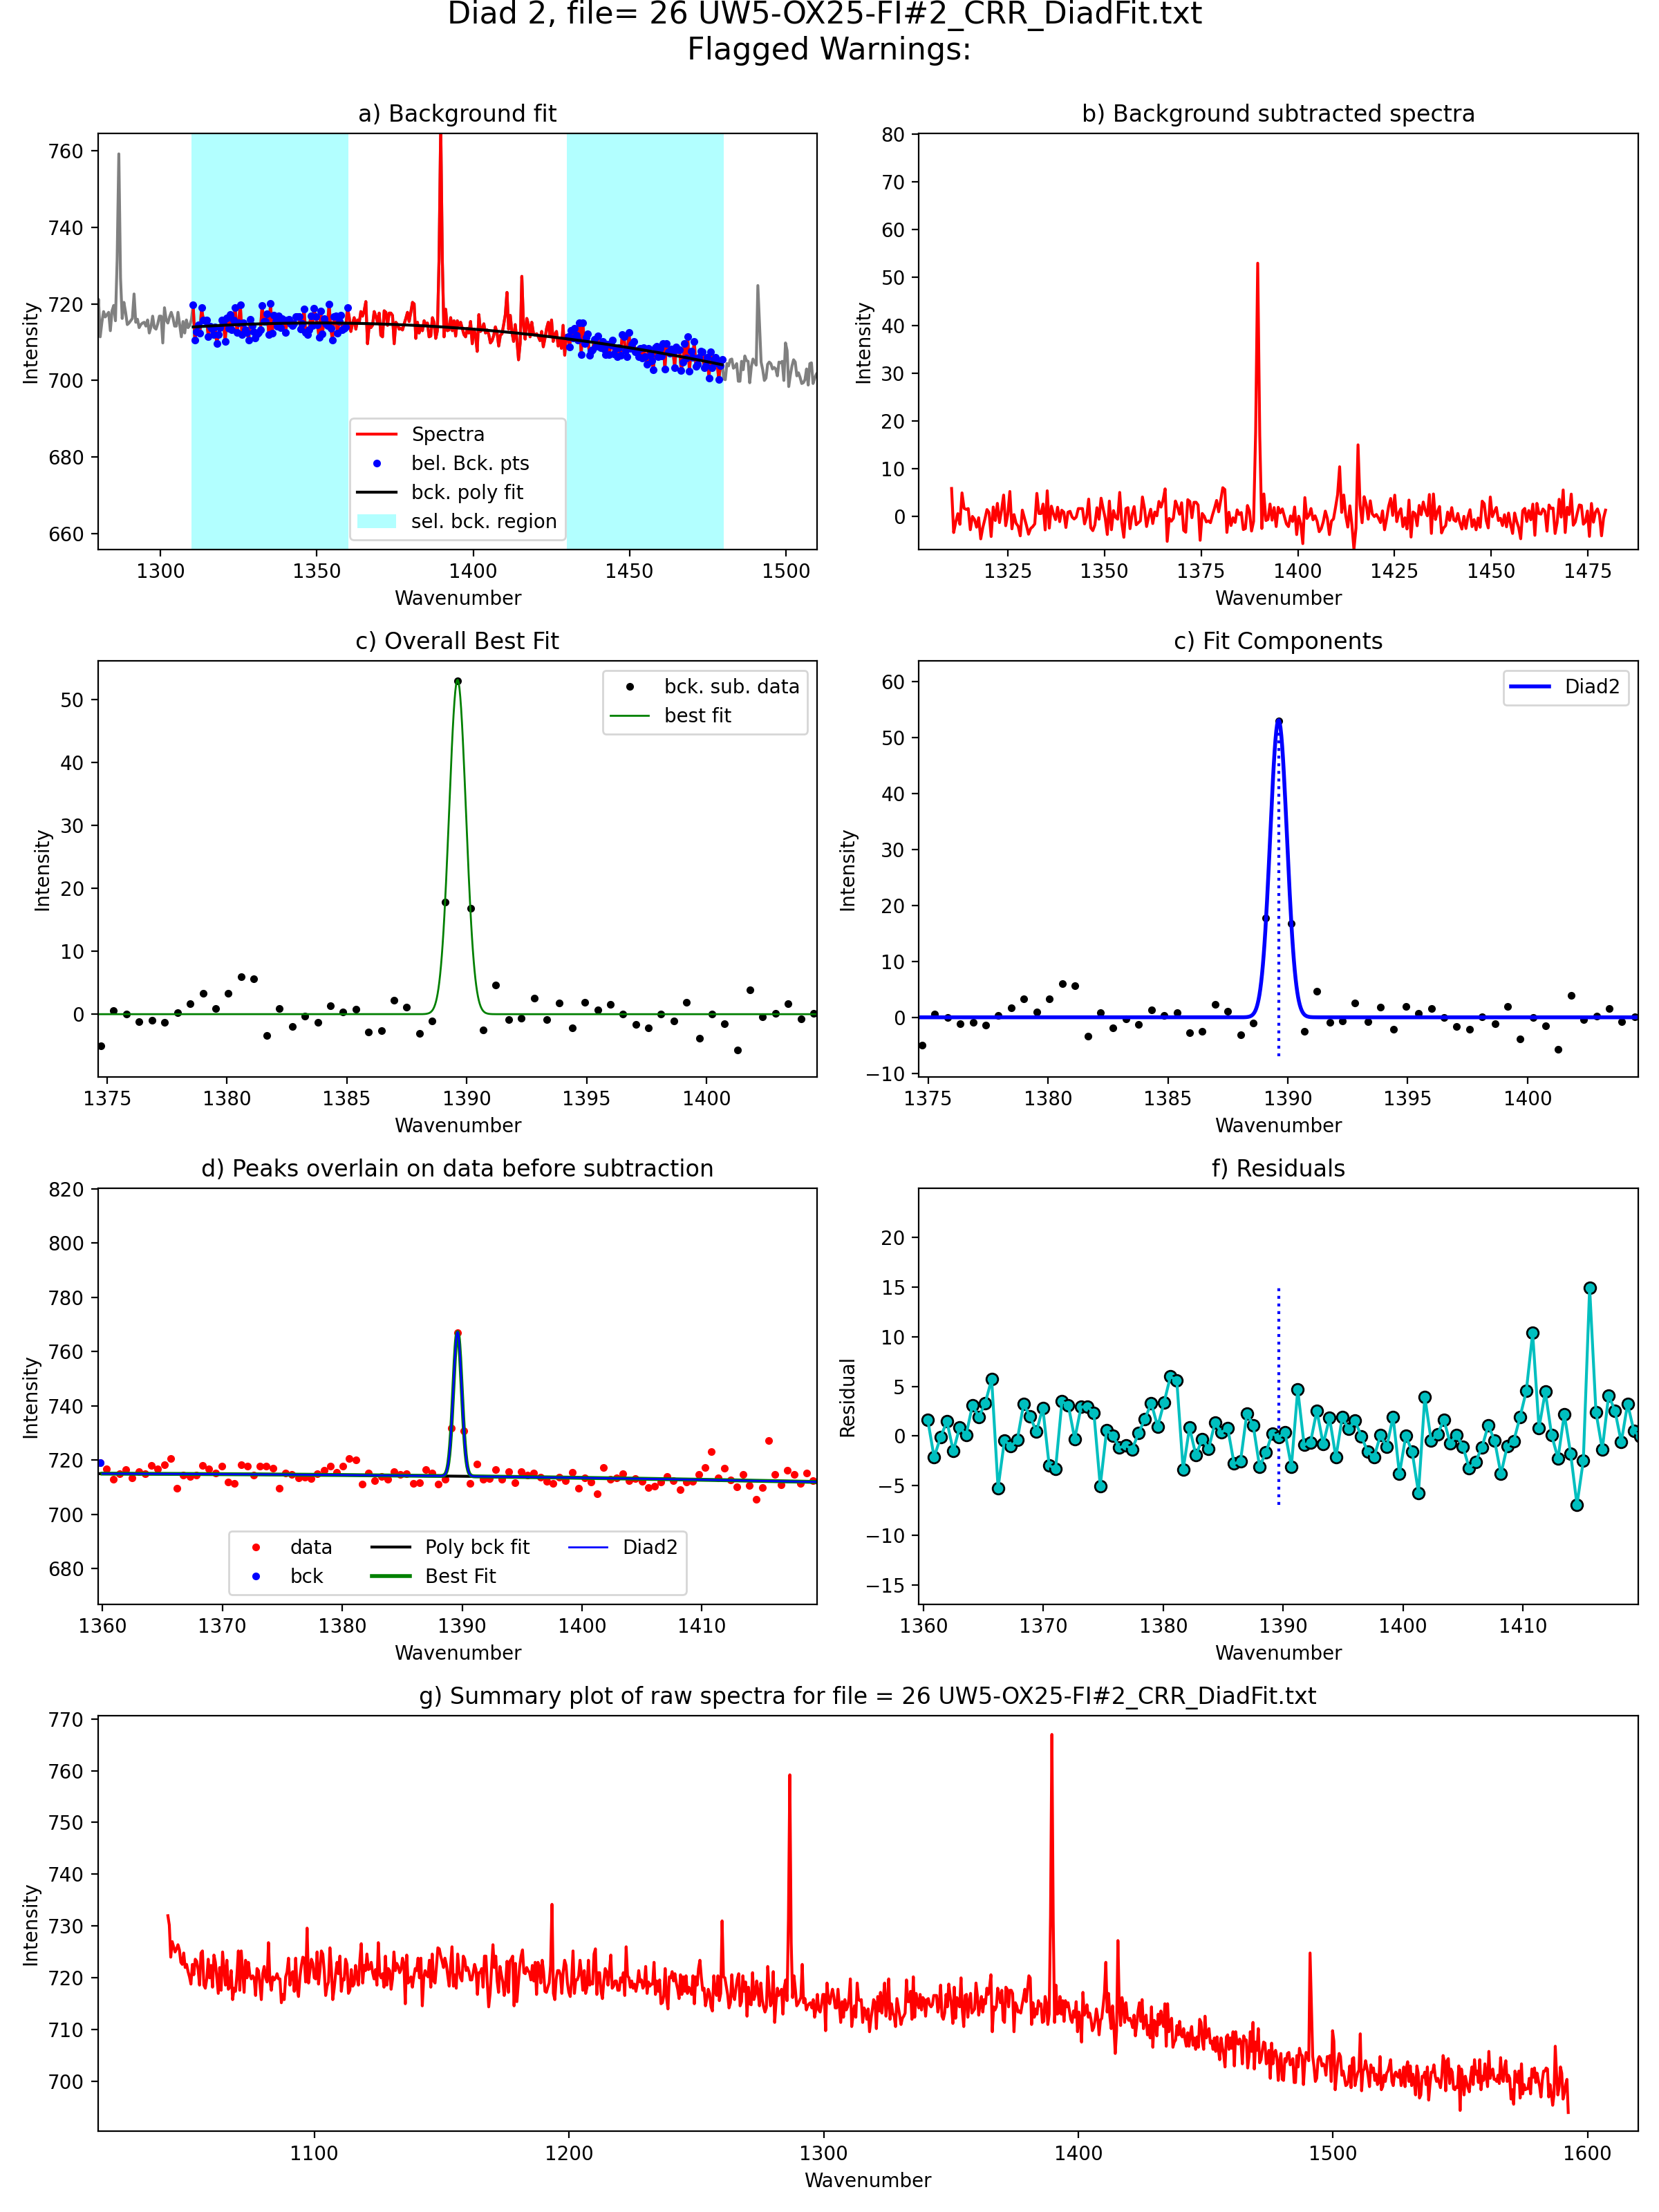 Diad 2, file= 26 UW5-OX25-FI#2_CRR_DiadFit.txt
Flagged Warnings:
a) Background fit
760
740
720
700
680
660
Intensity
Spectra
bel. Bck. pts
bck. poly fit
sel. bck. region
1300 1350 1400 1450 1500
Wavenumber
b) Background subtracted spectra
80
70
60
50
40
30
20
10
0
Intensity
1325 1350 1375 1400 1425 1450 1475
Wavenumber
c) Overall Best Fit
50
40
30
20
10
0
Intensity
bck. sub. data
best fit
1375 1380 1385 1390 1395 1400
Wavenumber
c) Fit Components
60
50
40
30
20
10
0
−10
Intensity
Diad2
1375 1380 1385 1390 1395 1400
Wavenumber
d) Peaks overlain on data before subtraction
820
800
780
760
740
720
700
680
Intensity
data Poly bck fit Diad2
bck Best Fit
1360 1370 1380 1390 1400 1410
Wavenumber
f) Residuals
20
15
10
5
0
−5
−10
−15
Residual
1360 1370 1380 1390 1400 1410
Wavenumber
g) Summary plot of raw spectra for file = 26 UW5-OX25-FI#2_CRR_DiadFit.txt
770
760
750
740
730
720
710
700
Intensity
1100 1200 1300 1400 1500 1600
Wavenumber